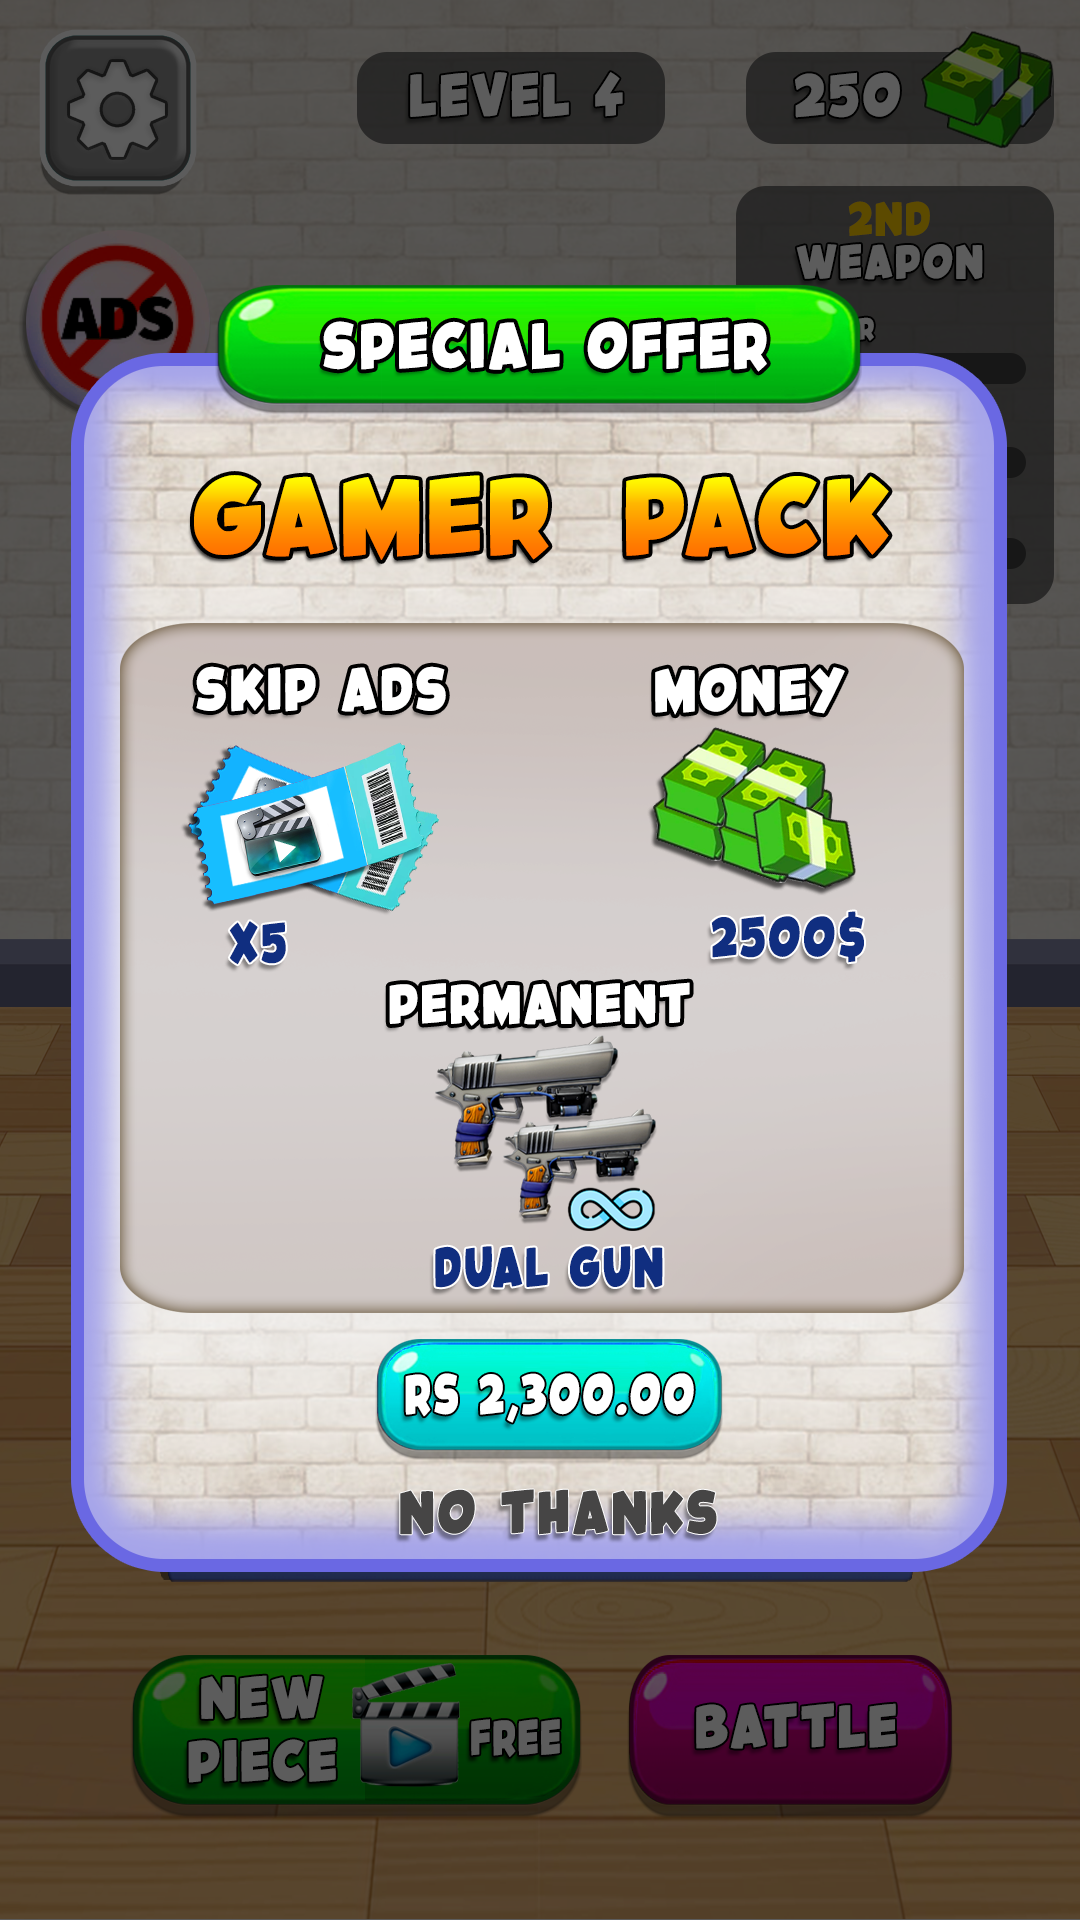 LEVEL 4
250
2ND
WEAPON
ADS
SPECIAL OFFER
GAMER PACK
SKIP ADS
MONEY
X5
2500$
PERMANENT
DUAL GUN
RS 2,300.00
NO THANKS
NEW
PIECE
FREE
BATTLE